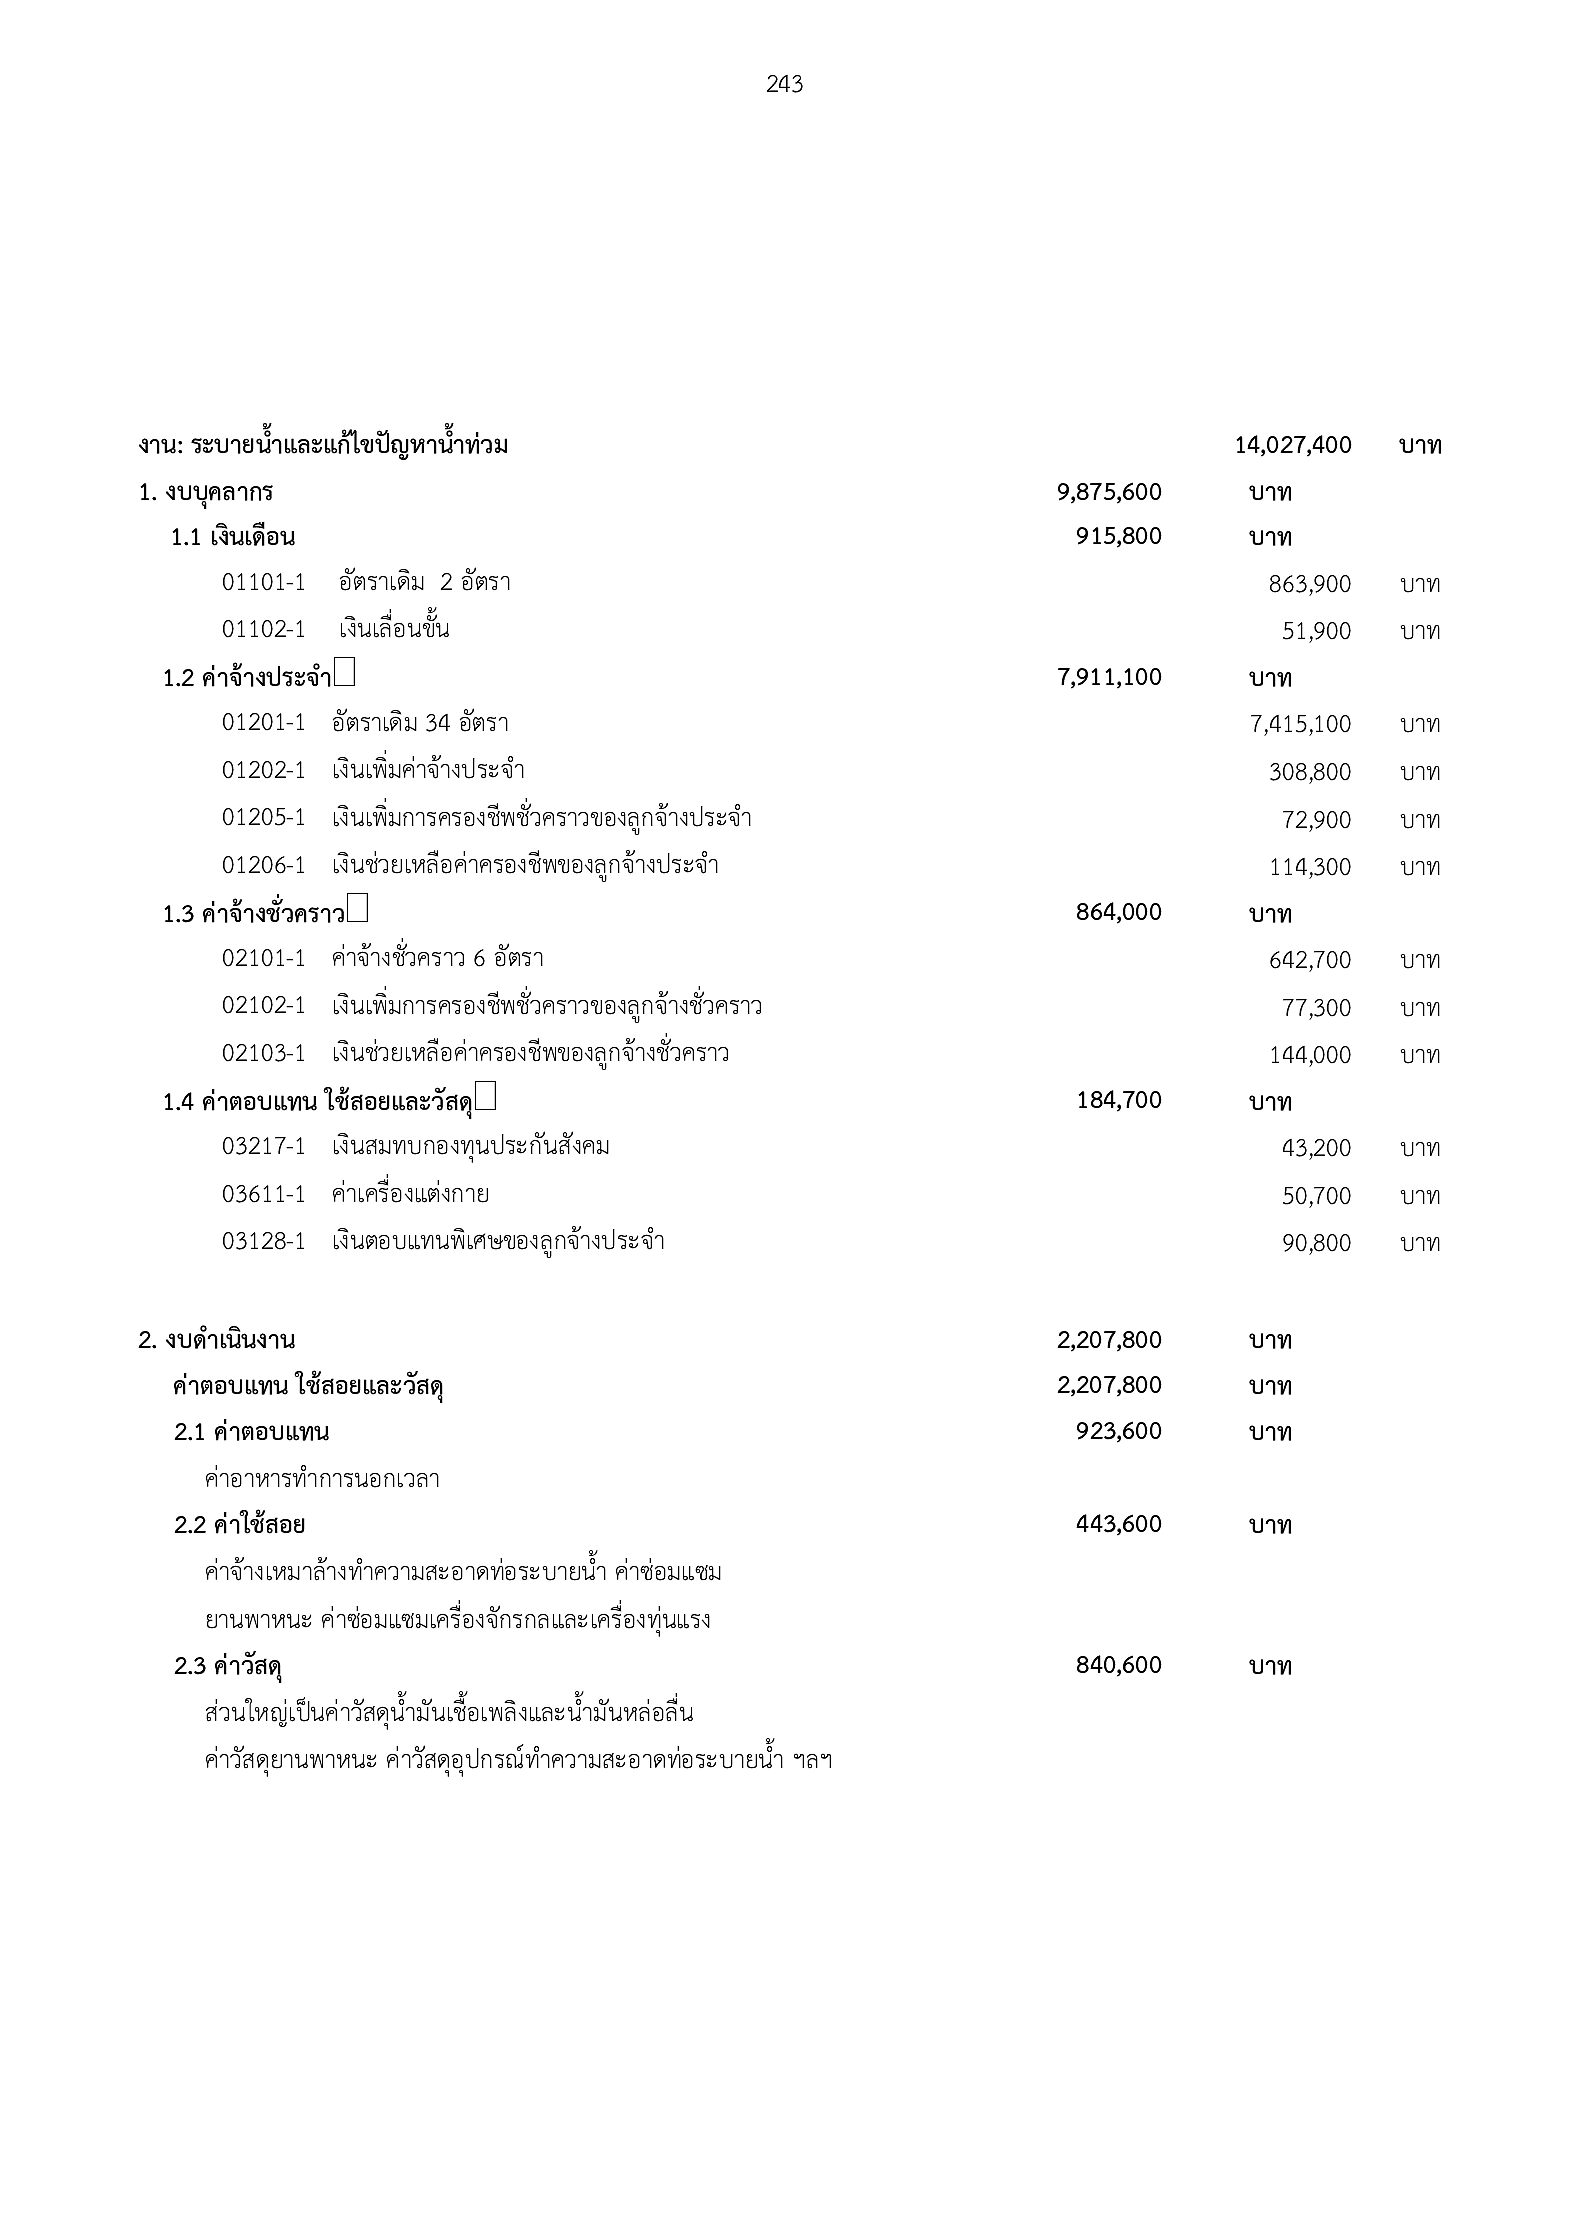 243
งาน: ระบายน้ำและแก้ไขปัญหาน้ำท่วม 14,027,400 บาท
1. งบบุคลากร 9,875,600 บาท
1.1 เงินเดือน 915,800 บาท
01101-1 อัตราเดิม 2 อัตรา 863,900 บาท
01102-1 เงินเลื่อนขั้น 51,900 บาท
1.2 ค่าจ้างประจำ 7,911,100 บาท
01201-1 อัตราเดิม 34 อัตรา 7,415,100 บาท
01202-1 เงินเพิ่มค่าจ้างประจำ 308,800 บาท
01205-1 เงินเพิ่มการครองชีพชั่วคราวของลูกจ้างประจำ 72,900 บาท
01206-1 เงินช่วยเหลือค่าครองชีพของลูกจ้างประจำ 114,300 บาท
1.3 ค่าจ้างชั่วคราว 864,000 บาท
02101-1 ค่าจ้างชั่วคราว 6 อัตรา 642,700 บาท
02102-1 เงินเพิ่มการครองชีพชั่วคราวของลูกจ้างชั่วคราว 77,300 บาท
02103-1 เงินช่วยเหลือค่าครองชีพของลูกจ้างชั่วคราว 144,000 บาท
1.4 ค่าตอบแทน ใช้สอยและวัสดุ 184,700 บาท
03217-1 เงินสมทบกองทุนประกันสังคม 43,200 บาท
03611-1 ค่าเครื่องแต่งกาย 50,700 บาท
03128-1 เงินตอบแทนพิเศษของลูกจ้างประจำ 90,800 บาท
2. งบดำเนินงาน 2,207,800 บาท
ค่าตอบแทน ใช้สอยและวัสดุ 2,207,800 บาท
2.1 ค่าตอบแทน 923,600 บาท
ค่าอาหารทำการนอกเวลา
2.2 ค่าใช้สอย 443,600 บาท
ค่าจ้างเหมาล้างทำความสะอาดท่อระบายน้ำ ค่าซ่อมแซม
ยานพาหนะ ค่าซ่อมแซมเครื่องจักรกลและเครื่องทุ่นแรง
2.3 ค่าวัสดุ 840,600 บาท
ส่วนใหญ่เป็นค่าวัสดุน้ำมันเชื้อเพลิงและน้ำมันหล่อลื่น
ค่าวัสดุยานพาหนะ ค่าวัสดุอุปกรณ์ทำความสะอาดท่อระบายน้ำ ฯลฯ